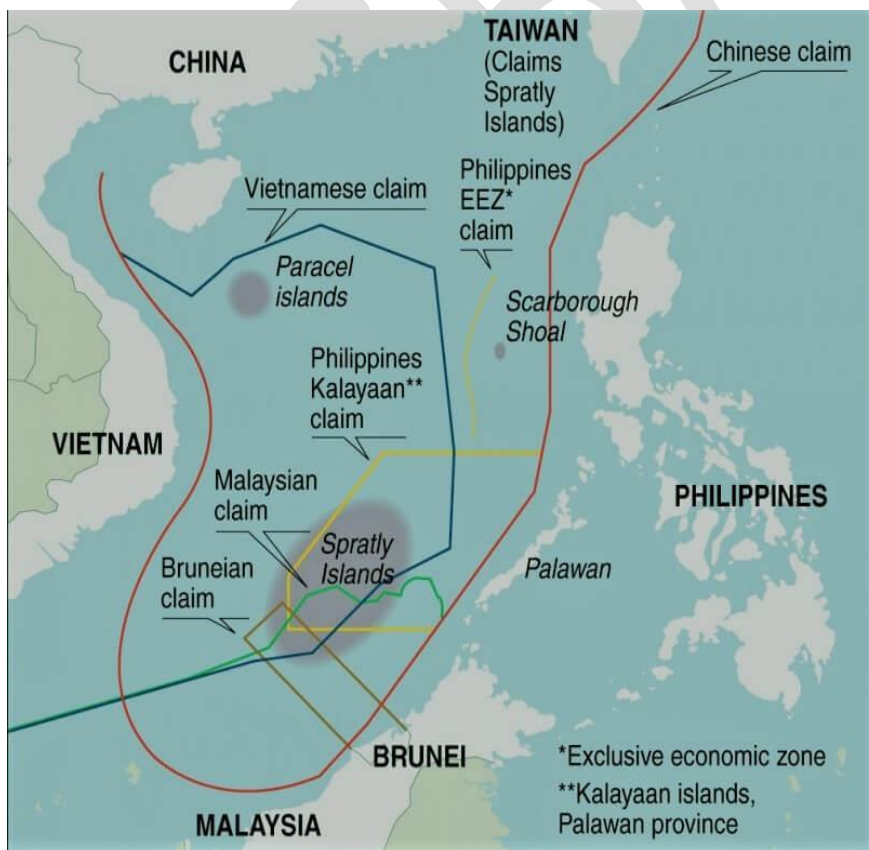 TAIWAN
(Claims
Spratly
Islands)
Chinese claim
CHINA
Vietnamese claim
Philippines
EEZ*
claim
Paracel
islands
Scarborough
Shoal
Philippines
Kalayaan**
claim
VIETNAM
Malaysian
claim
PHILIPPINES
Spratly
Islands
Bruneian
claim
Palawan
BRUNEI
MALAYSIA
*Exclusive economic zone
**Kalayaan islands,
Palawan province